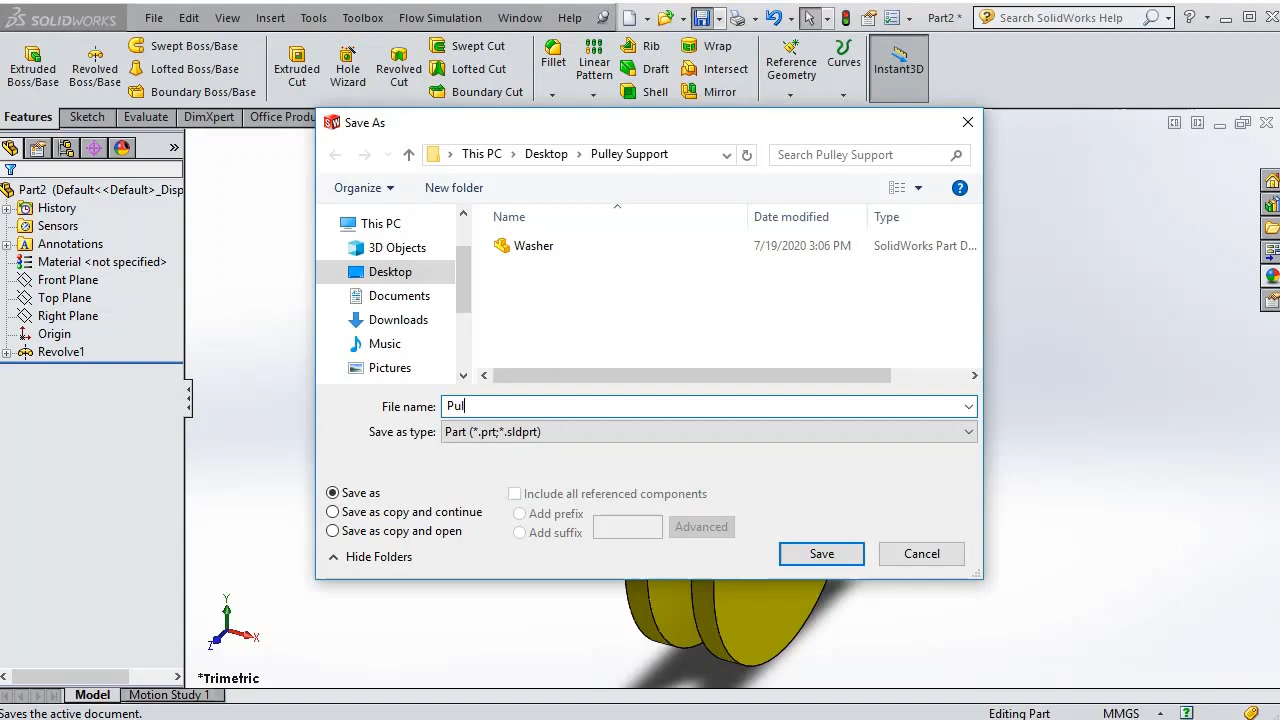 SOLIDWORKS File Edit View Insert Tools Toolbox Flow Simulation Window Help Part2 * Search SolidWorks Help
Extruded Boss/Base
Revolved Boss/Base
Swept Boss/Base
Lofted Boss/Base
Boundary Boss/Base
Extruded Cut
Hole Wizard
Revolved Cut
Swept Cut
Lofted Cut
Boundary Cut
Fillet
Linear Pattern
Rib
Draft
Shell
Wrap
Intersect
Mirror
Reference Geometry
Curves
Instant3D
Features Sketch Evaluate DimXpert Office Produ
Part2 (Default<<Default>_Disp
History
Sensors
Annotations
Material <not specified>
Front Plane
Top Plane
Right Plane
Origin
Revolve1
Save As
This PC > Desktop > Pulley Support
Search Pulley Support
Organize New folder
This PC
3D Objects
Desktop
Documents
Downloads
Music
Pictures
Name Date modified Type
Washer 7/19/2020 3:06 PM SolidWorks Part D...
File name: Pul
Save as type: Part (*.prt;*.sldprt)
Save as
Save as copy and continue
Save as copy and open
Include all referenced components
Add prefix
Add suffix
Advanced
Hide Folders
Save Cancel
Y
X
Z
*Trimetric
Model Motion Study 1
Saves the active document. Editing Part MMGS